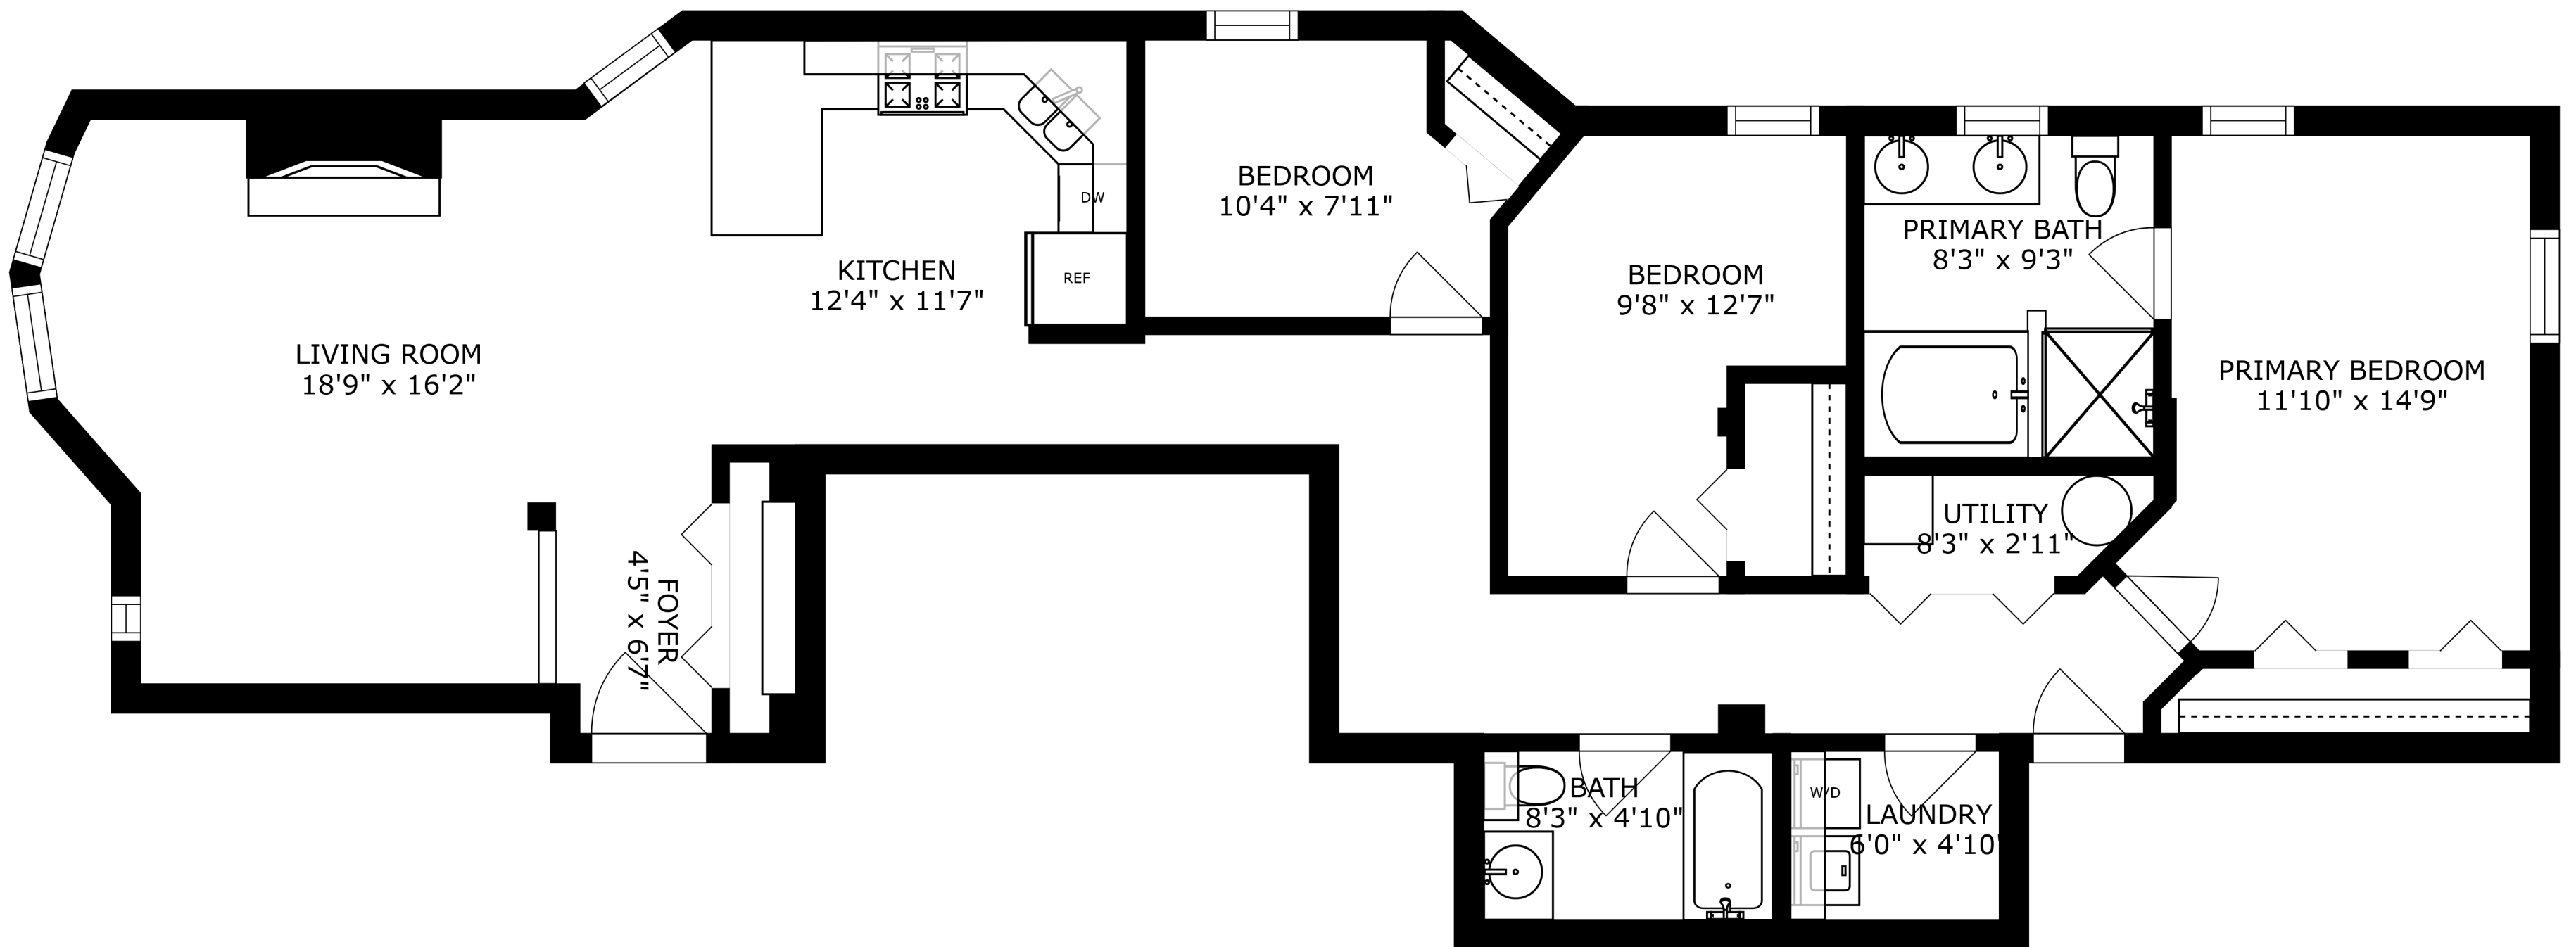 LIVING ROOM
18'9" x 16'2"
KITCHEN
12'4" x 11'7"
DW
REF
BEDROOM
10'4" x 7'11"
BEDROOM
9'8" x 12'7"
PRIMARY BATH
8'3" x 9'3"
PRIMARY BEDROOM
11'10" x 14'9"
UTILITY
8'3" x 2'11"
FOYER
4'5" x 6'7"
BATH
8'3" x 4'10"
W/D
LAUNDRY
6'0" x 4'10"